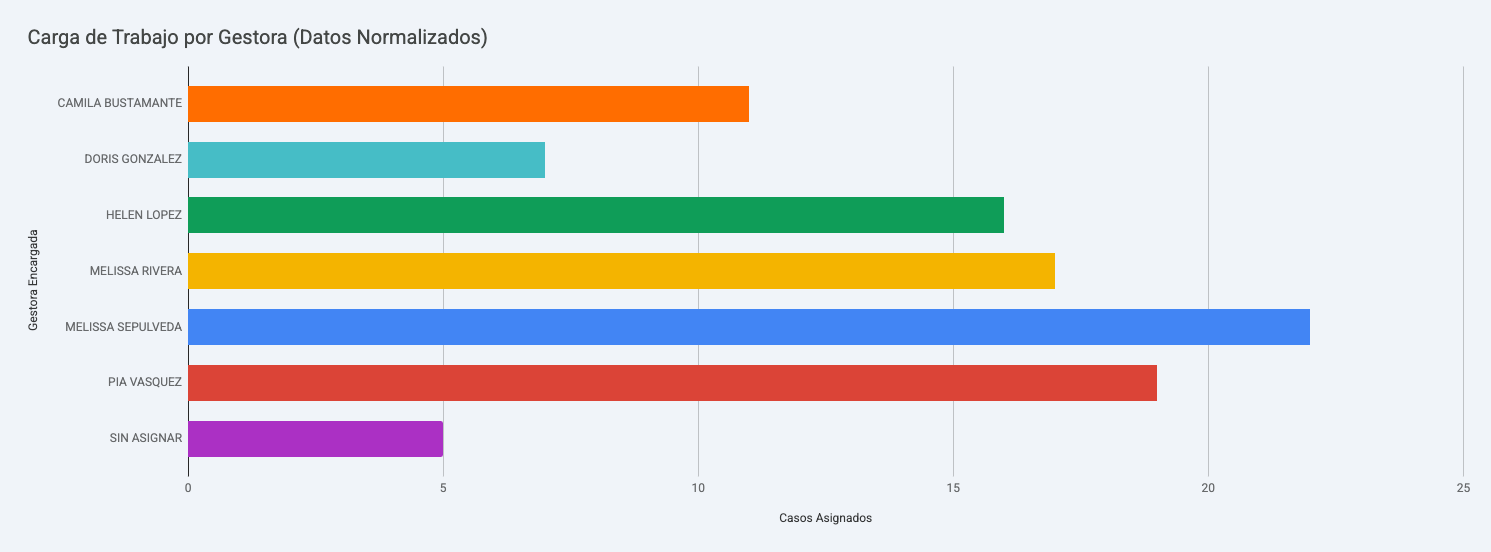 Carga de Trabajo por Gestora (Datos Normalizados)
Gestora Encargada
CAMILA BUSTAMANTE
DORIS GONZALEZ
HELEN LOPEZ
MELISSA RIVERA
MELISSA SEPULVEDA
PIA VASQUEZ
SIN ASIGNAR
0 5 10 15 20 25
Casos Asignados